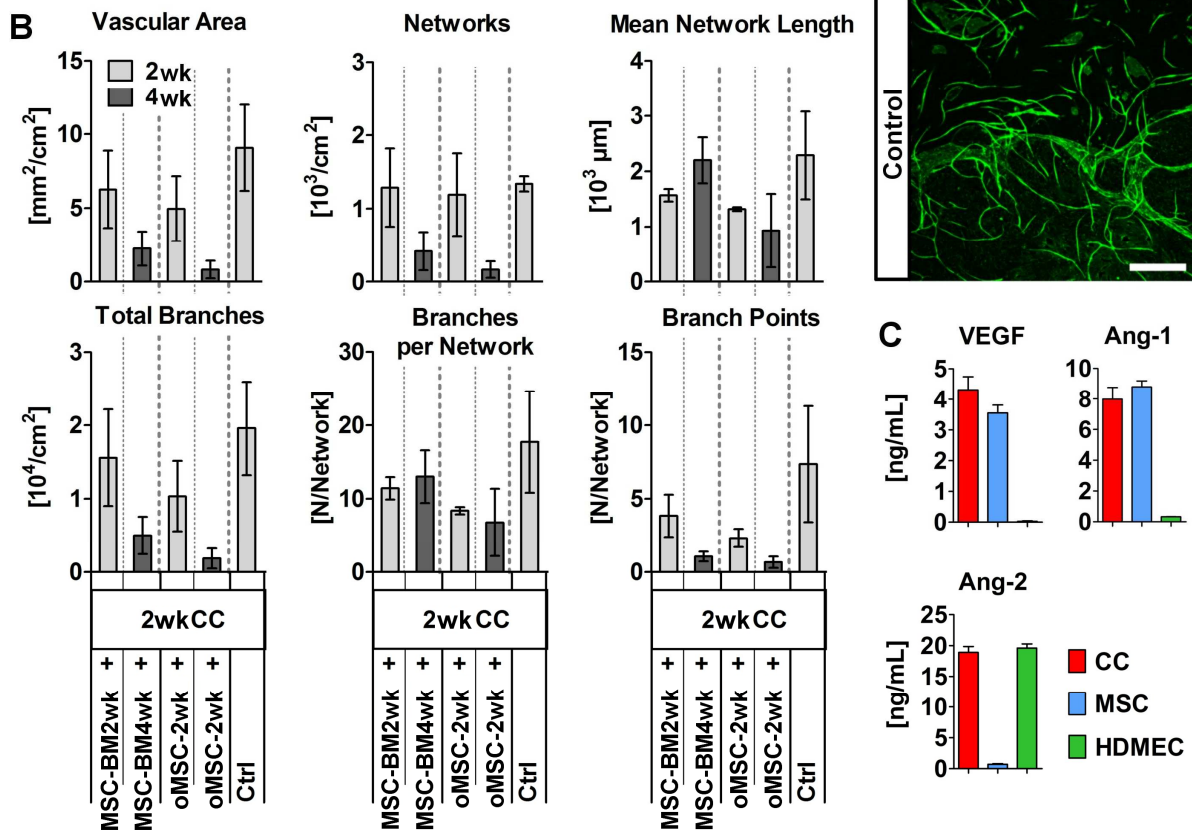 B
Vascular Area
Networks
Mean Network Length
[mm²/cm²]
15
10
5
0
2wk
4wk
[10³/cm²]
3
2
1
0
[10³ µm]
4
3
2
1
0
Control
Total Branches
Branches
per Network
Branch Points
[10⁴/cm²]
3
2
1
0
[N/Network]
30
20
10
0
[N/Network]
15
10
5
0
2wk CC
2wk CC
2wk CC
+ + + +
+ + + +
+ + + +
MSC-BM2wk
MSC-BM4wk
oMSC-2wk
oMSC-2wk
Ctrl
MSC-BM2wk
MSC-BM4wk
oMSC-2wk
oMSC-2wk
Ctrl
MSC-BM2wk
MSC-BM4wk
oMSC-2wk
oMSC-2wk
Ctrl
C
VEGF
Ang-1
[ng/mL]
5
4
3
2
1
0
10
8
6
4
2
0
Ang-2
[ng/mL]
25
20
15
10
5
0
CC
MSC
HDMEC